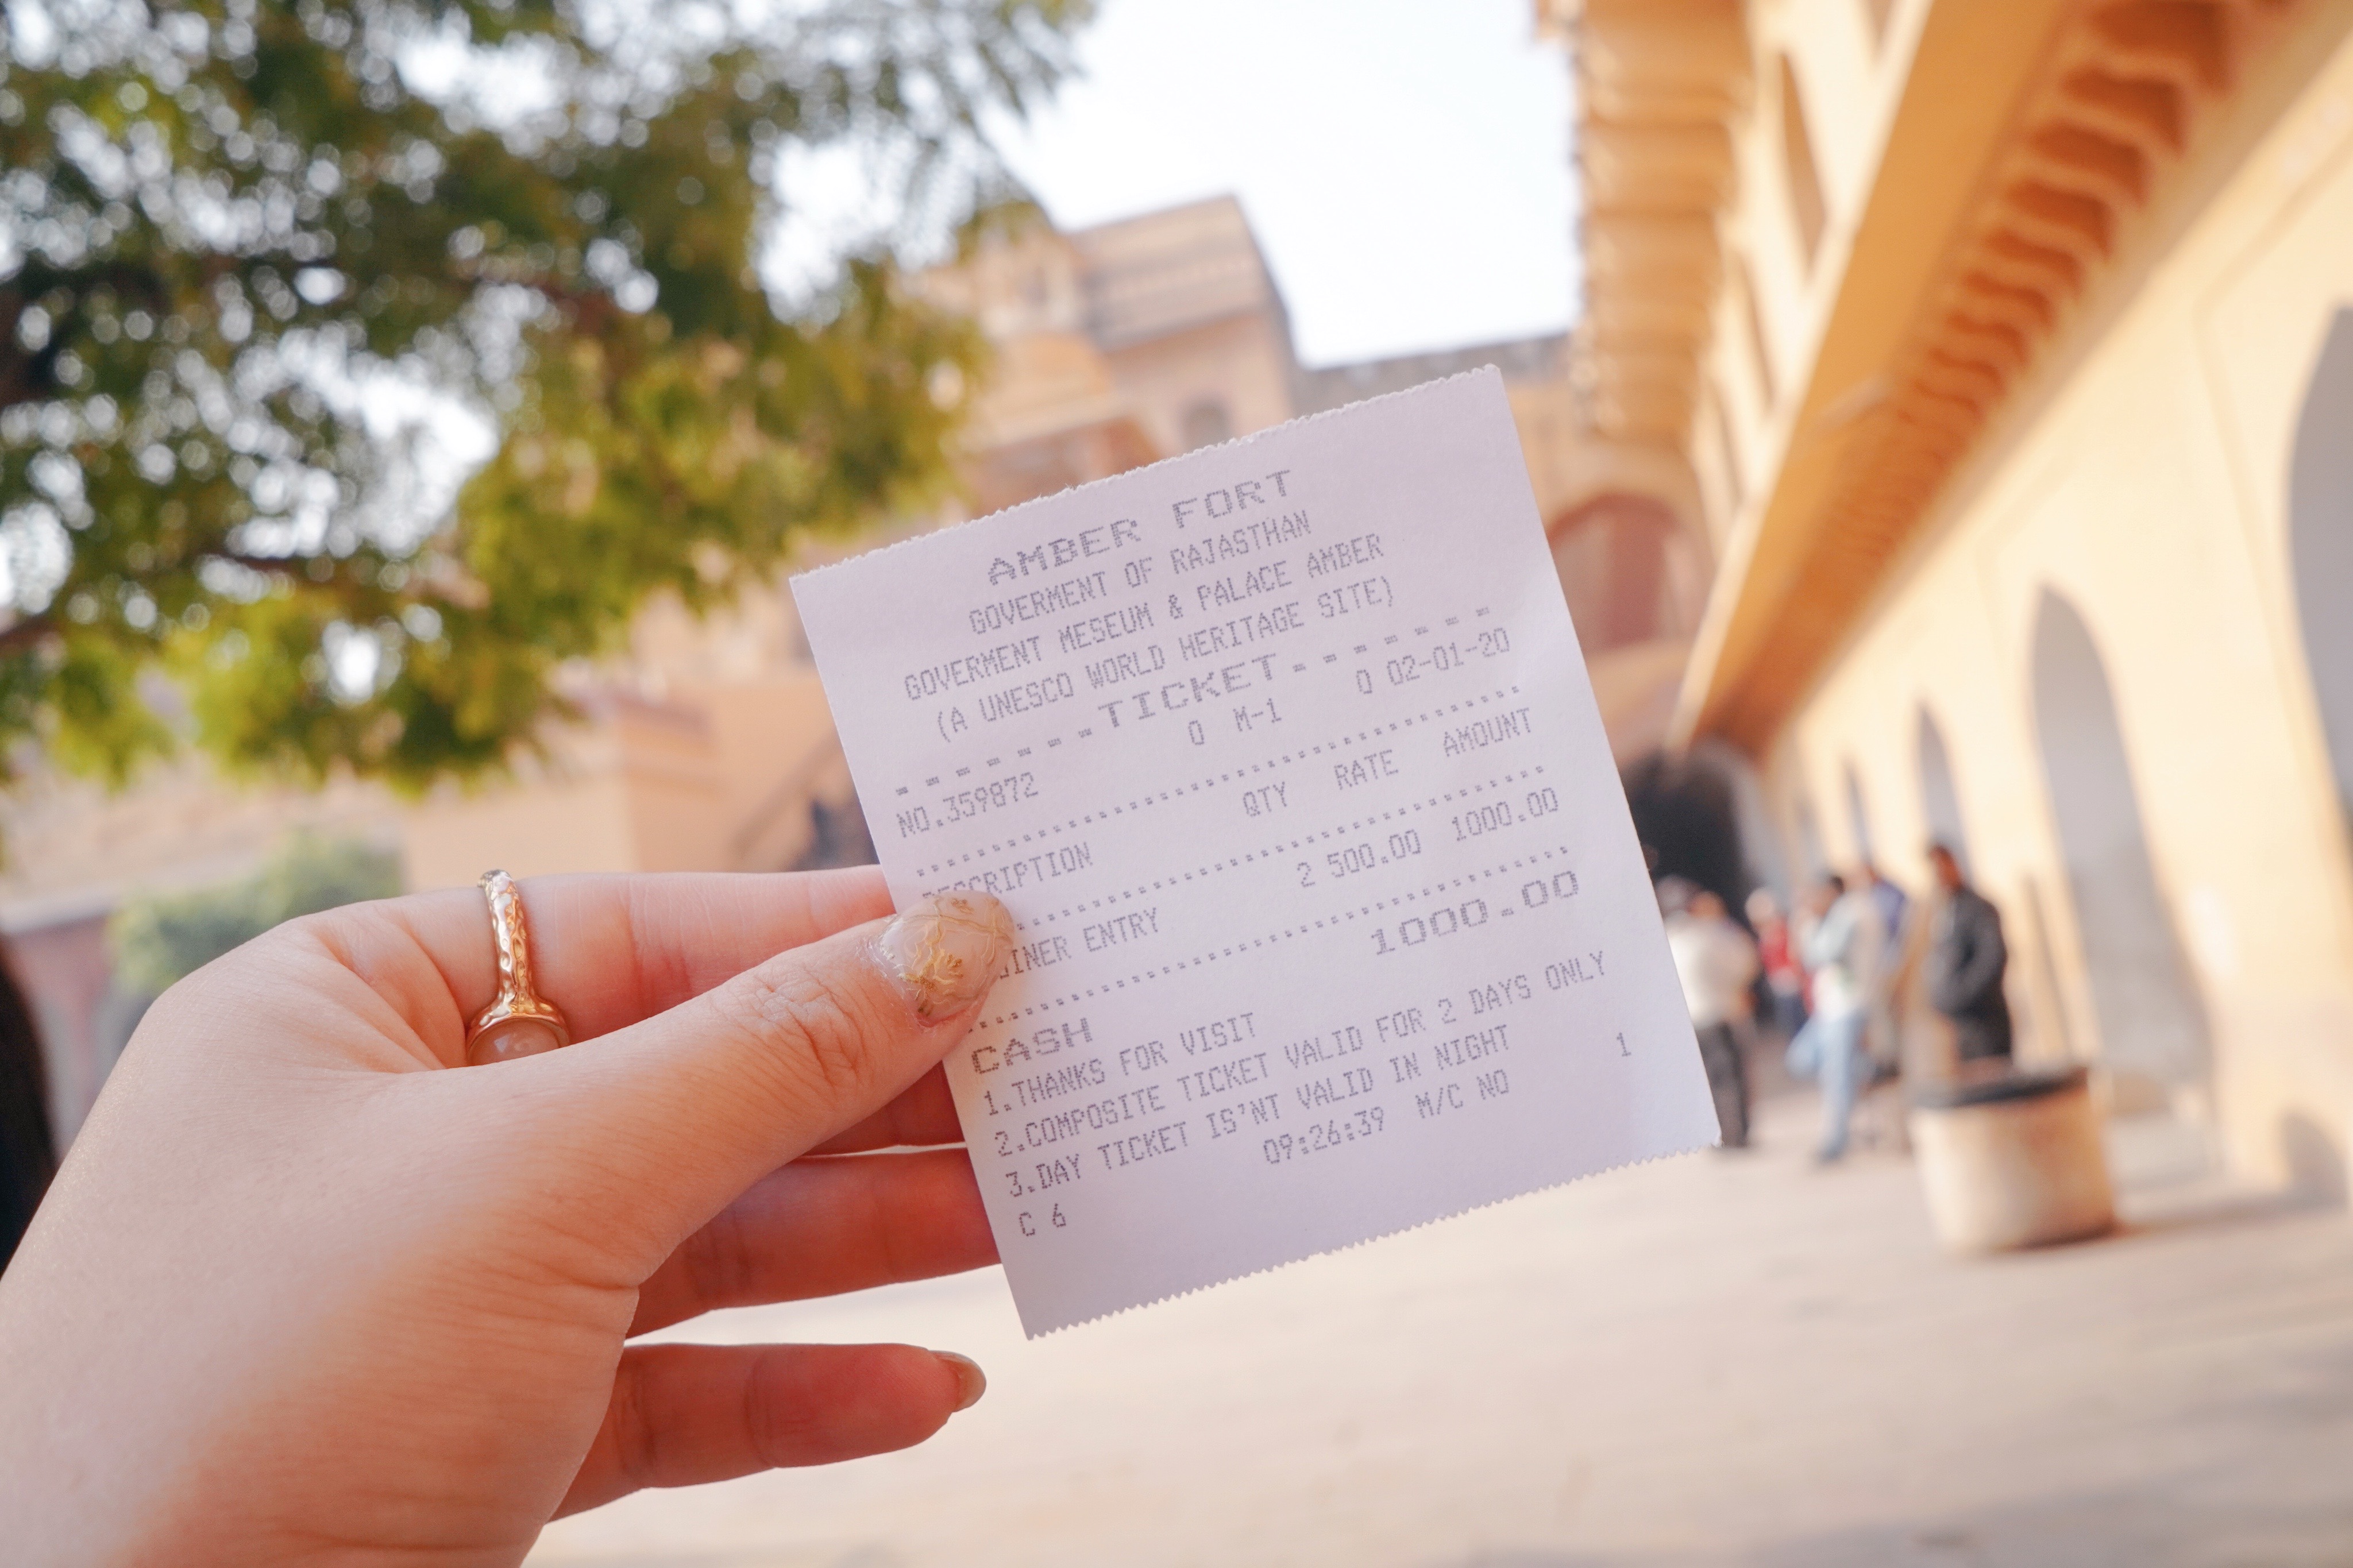 AMBER FORT
GOVERMENT OF RAJASTHAN
GOVERMENT MESEUM & PALACE AMBER
(A UNESCO WORLD HERITAGE SITE)
- - - - - - -TICKET- - - - - - -
NO.359872 0 M-1 0 02-01-20
DESCRIPTION QTY RATE AMOUNT
ENTRY 2 500.00 1000.00
CASH 1000.00
1.THANKS FOR VISIT
2.COMPOSITE TICKET VALID FOR 2 DAYS ONLY
3.DAY TICKET IS'NT VALID IN NIGHT
C 6 09:26:39 M/C NO 1